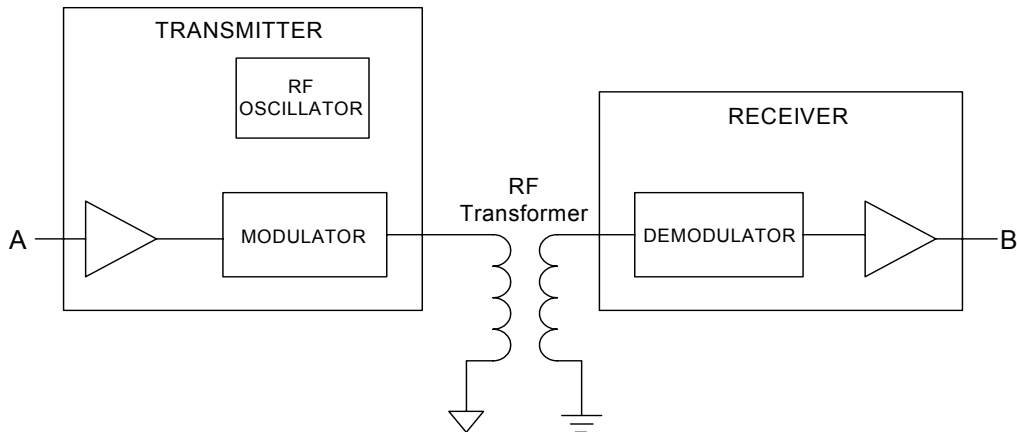 TRANSMITTER
RF
OSCILLATOR
RECEIVER
RF
Transformer
A
MODULATOR
DEMODULATOR
B